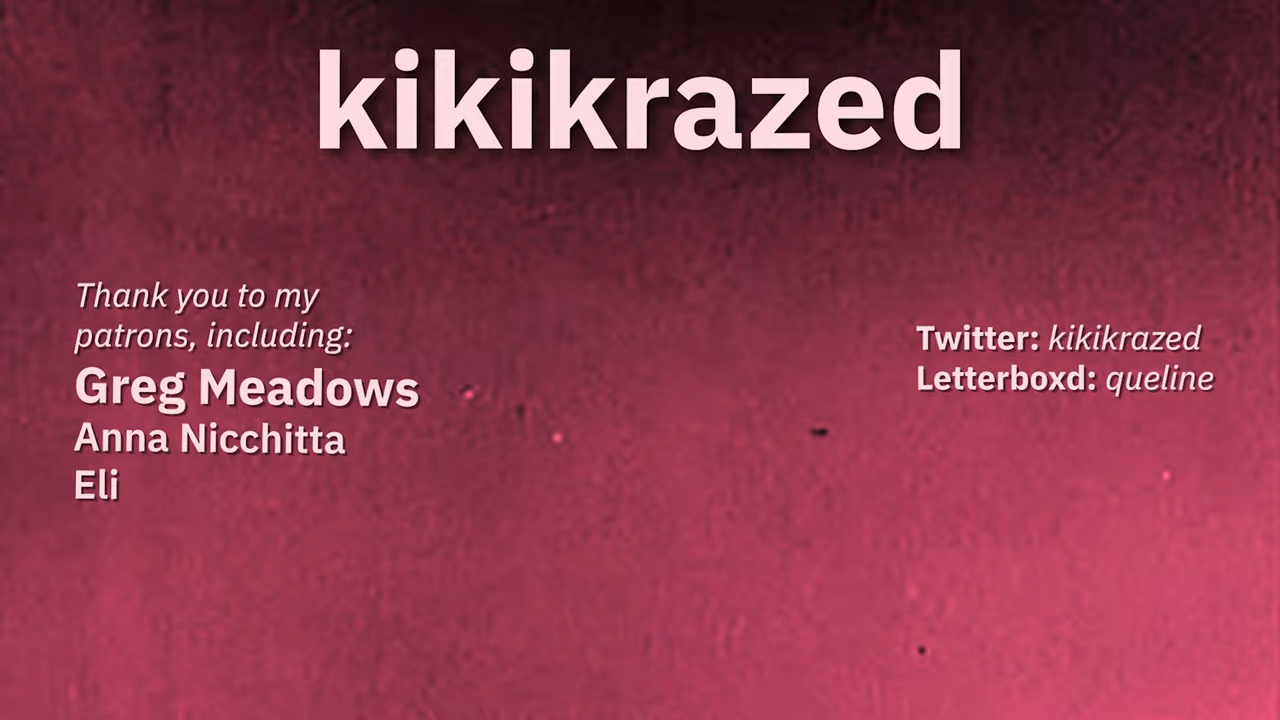 kikikrazed
Thank you to my
patrons, including:
Greg Meadows
Anna Nicchitta
Eli
Twitter: kikikrazed
Letterboxd: queline